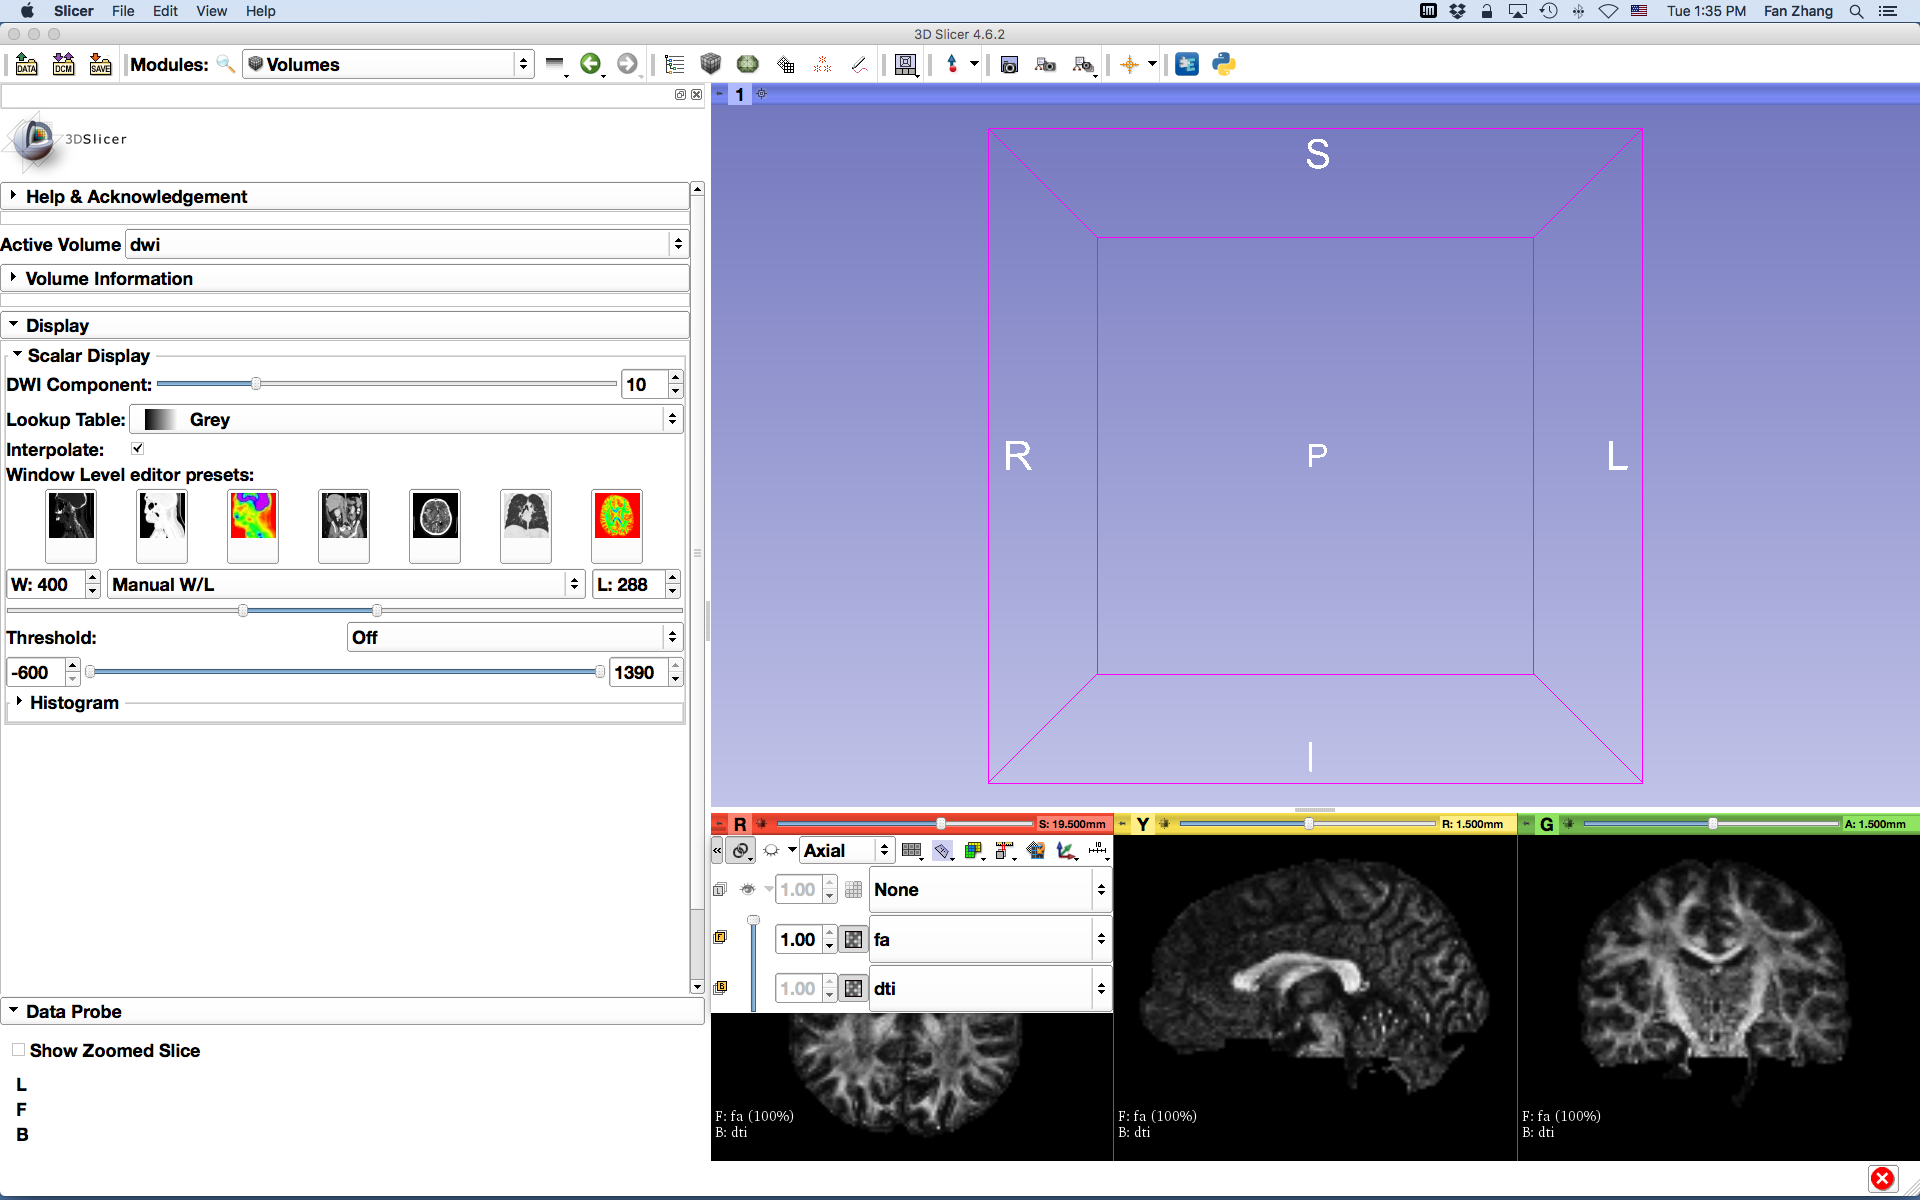 Slicer File Edit View Help Tue 1:35 PM Fan Zhang
3D Slicer 4.6.2
DATA DCM SAVE Modules: Volumes
1
3DSlicer
Help & Acknowledgement
Active Volume dwi
Volume Information
Display
Scalar Display
DWI Component: 10
Lookup Table: Grey
Interpolate:
Window Level editor presets:
W: 400 Manual W/L L: 288
Threshold: Off
-600 1390
Histogram
Data Probe
Show Zoomed Slice
L
F
B
S
R P L
I
R S: 19.500mm
Axial
1.00 None
1.00 fa
1.00 dti
F: fa (100%)
B: dti
Y R: 1.500mm
F: fa (100%)
B: dti
G A: 1.500mm
F: fa (100%)
B: dti